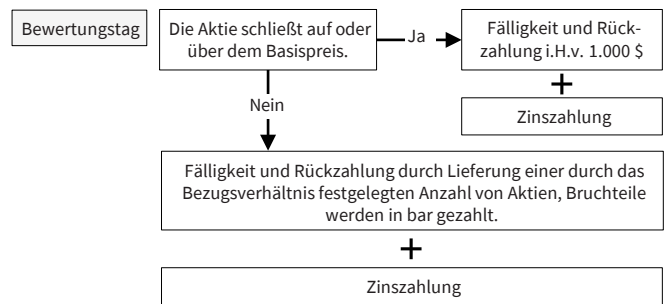 Bewertungstag
Die Aktie schließt auf oder
über dem Basispreis.
Ja
Fälligkeit und Rück-
zahlung i.H.v. 1.000 $
+
Zinszahlung
Nein
Fälligkeit und Rückzahlung durch Lieferung einer durch das
Bezugsverhältnis festgelegten Anzahl von Aktien, Bruchteile
werden in bar gezahlt.
+
Zinszahlung